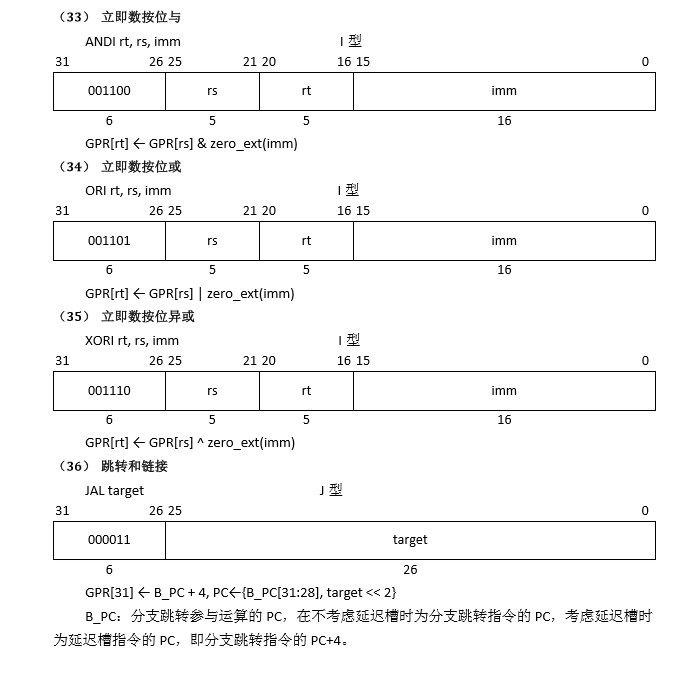 （33） 立即数按位与
ANDI rt, rs, imm I 型
31 26 25 21 20 16 15 0
001100 rs rt imm
6 5 5 16
GPR[rt] ← GPR[rs] & zero_ext(imm)
（34） 立即数按位或
ORI rt, rs, imm I 型
31 26 25 21 20 16 15 0
001101 rs rt imm
6 5 5 16
GPR[rt] ← GPR[rs] | zero_ext(imm)
（35） 立即数按位异或
XORI rt, rs, imm I 型
31 26 25 21 20 16 15 0
001110 rs rt imm
6 5 5 16
GPR[rt] ← GPR[rs] ^ zero_ext(imm)
（36） 跳转和链接
JAL target J 型
31 26 25 0
000011 target
6 26
GPR[31] ← B_PC + 4, PC←{B_PC[31:28], target << 2}
B_PC：分支跳转参与运算的 PC，在不考虑延迟槽时为分支跳转指令的 PC，考虑延迟槽时
为延迟槽指令的 PC，即分支跳转指令的 PC+4。